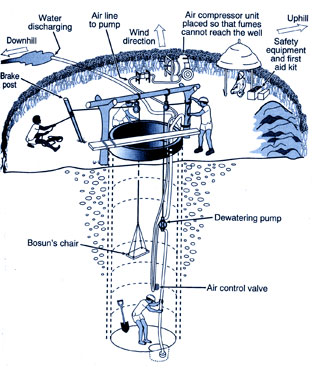 Water
discharging
Air line
to pump
Wind
direction
Air compressor unit
placed so that fumes
cannot reach the well
Uphill
Downhill
Safety
equipment
and first
aid kit
Brake
post
Dewatering pump
Bosun's chair
Air control valve